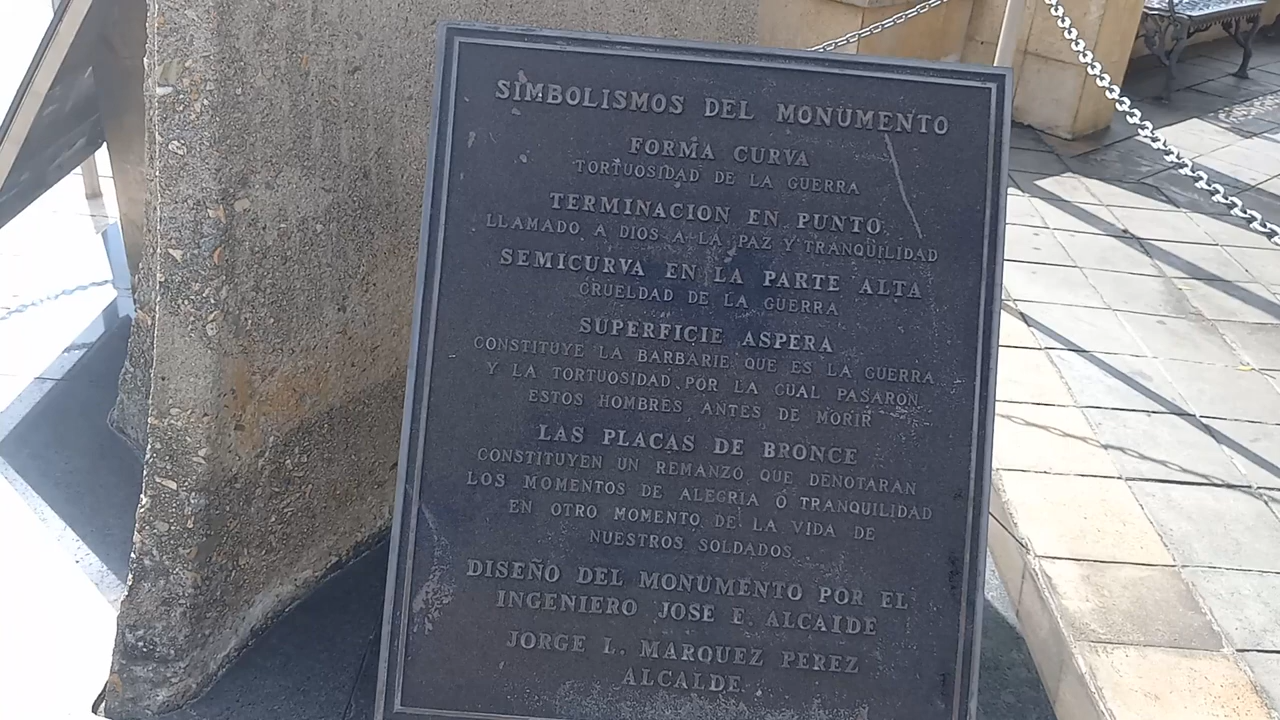 SIMBOLISMOS DEL MONUMENTO
FORMA CURVA
TORTUOSIDAD DE LA GUERRA
TERMINACION EN PUNTO
LLAMADO A DIOS A LA PAZ Y TRANQUILIDAD
SEMICURVA EN LA PARTE ALTA
CRUELDAD DE LA GUERRA
SUPERFICIE ASPERA
CONSTITUYE LA BARBARIE QUE ES LA GUERRA
Y LA TORTUOSIDAD POR LA CUAL PASARON
ESTOS HOMBRES ANTES DE MORIR
LAS PLACAS DE BRONCE
CONSTITUYEN UN REMANZO QUE DENOTARAN
LOS MOMENTOS DE ALEGRIA O TRANQUILIDAD
EN OTRO MOMENTO DE LA VIDA DE
NUESTROS SOLDADOS.
DISEÑO DEL MONUMENTO POR EL
INGENIERO JOSE E. ALCAIDE
JORGE L. MARQUEZ PEREZ
ALCALDE